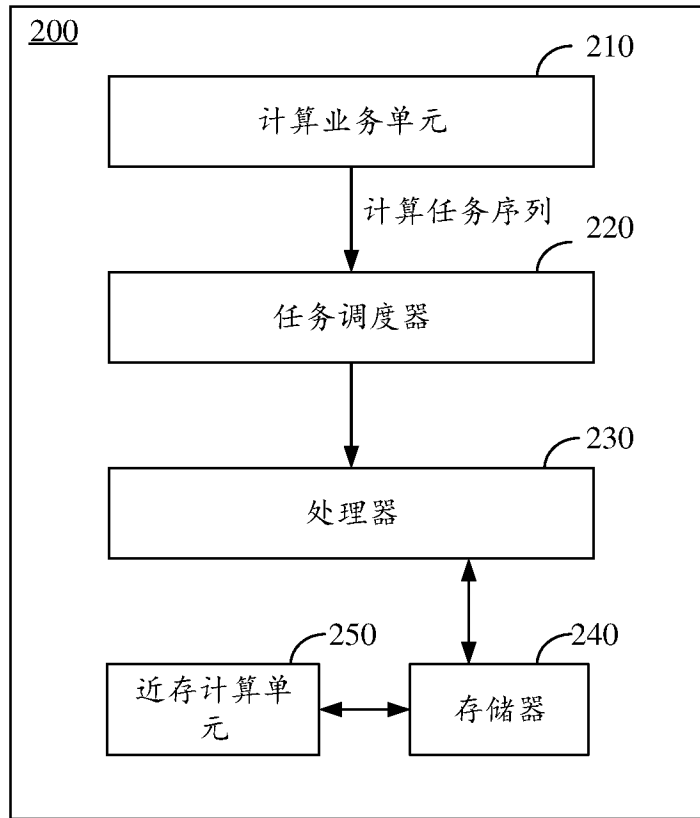 200
210
计算业务单元
计算任务序列
220
任务调度器
230
处理器
250
240
近存计算单
元
存储器